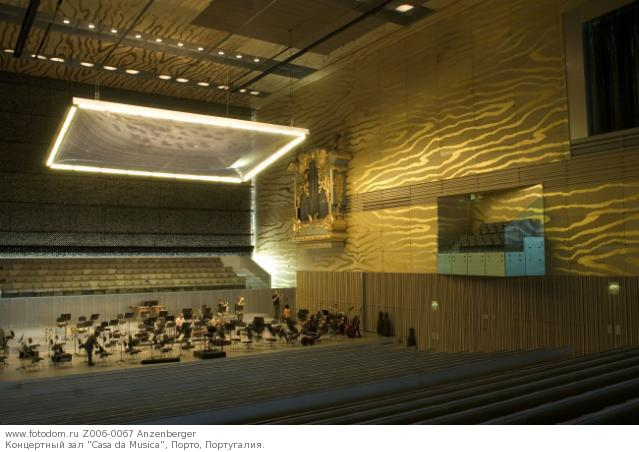 www.fotodom.ru Z006-0067 Anzenberger
Концертный зал "Casa da Musica", Порто, Португалия.